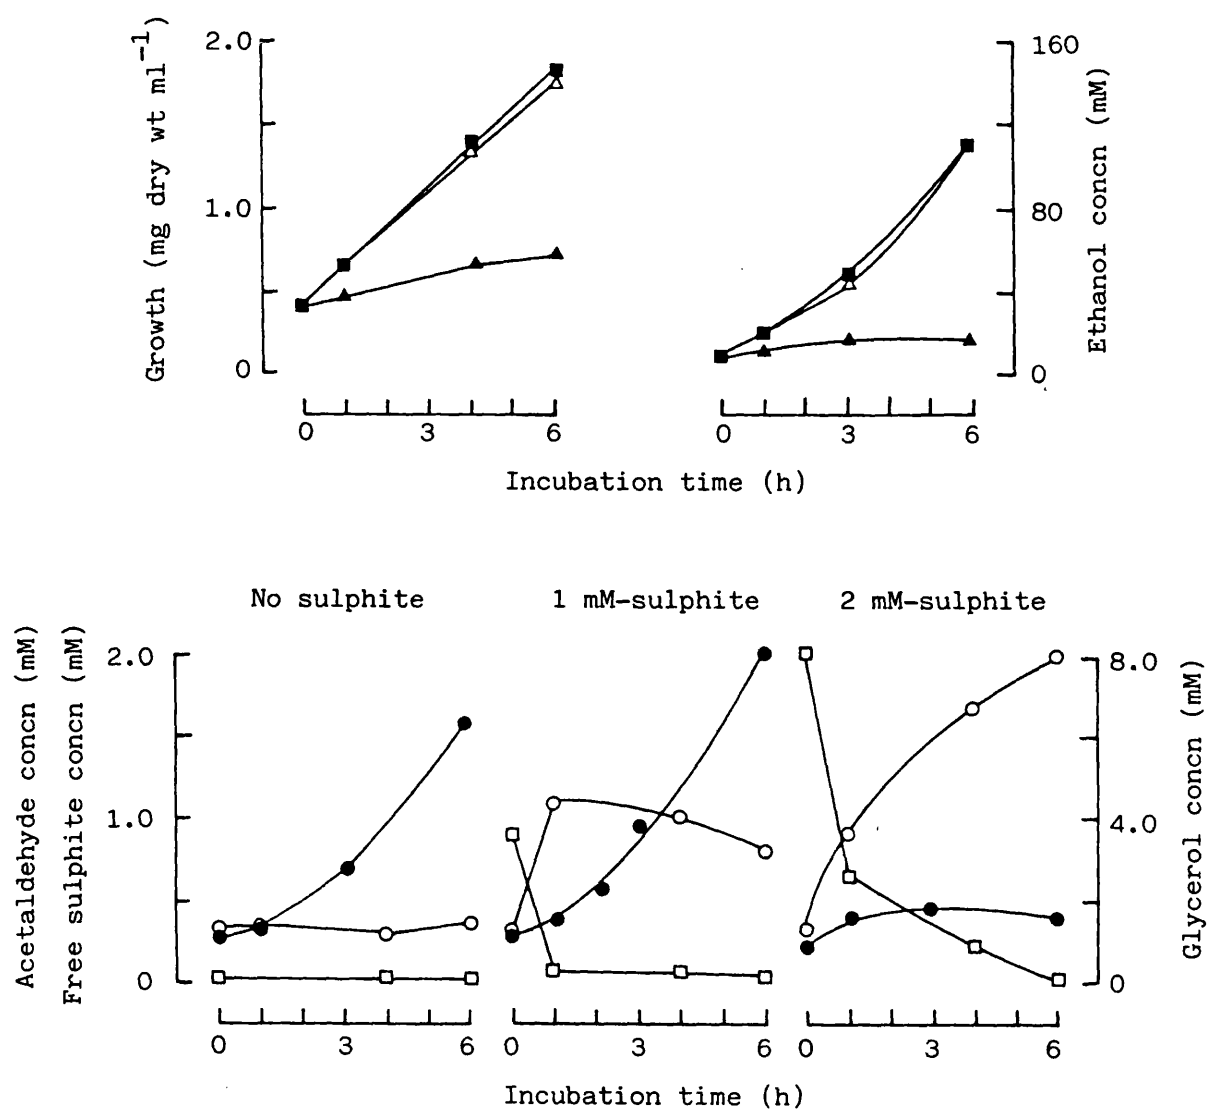 Growth (mg dry wt ml⁻¹)
2.0
1.0
0
160
80
0
Ethanol concn (mM)
0 3 6
0 3 6
Incubation time (h)
No sulphite
1 mM-sulphite
2 mM-sulphite
Acetaldehyde concn (mM)
Free sulphite concn (mM)
2.0
1.0
0
8.0
4.0
0
Glycerol concn (mM)
0 3 6
0 3 6
0 3 6
Incubation time (h)